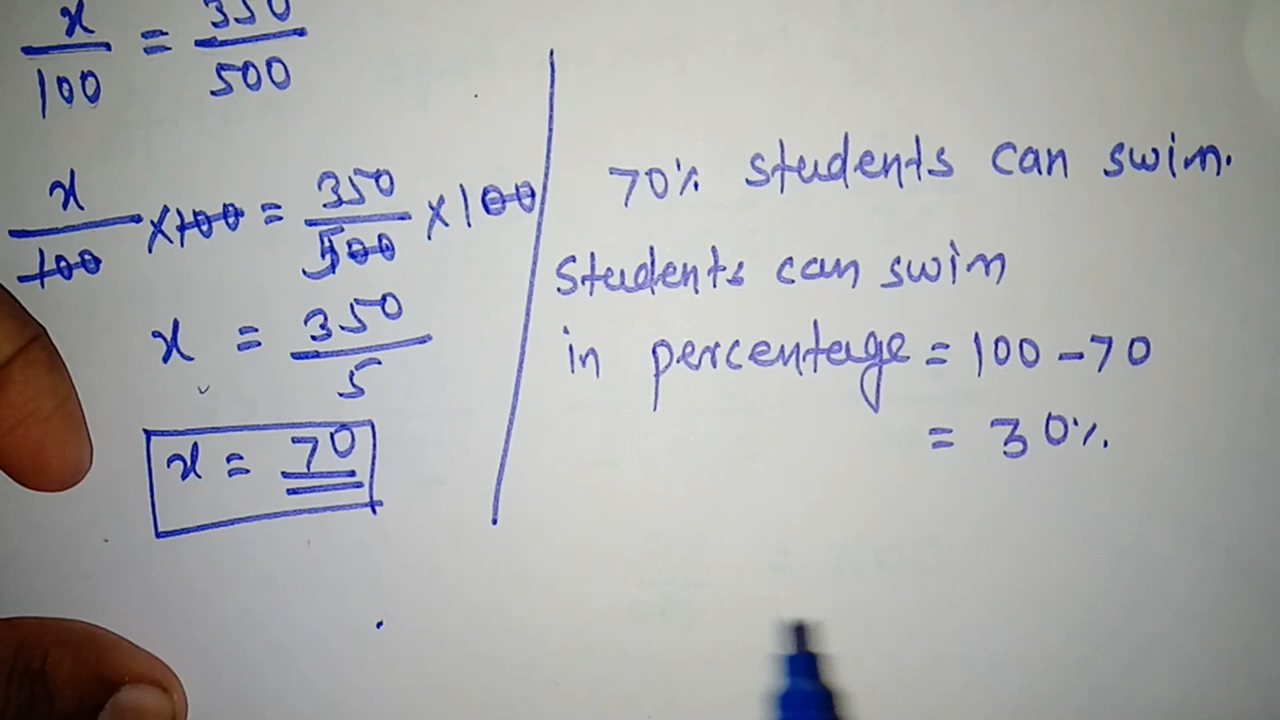 x/100 = 350/500
x/100 ×100 = 350/500 ×100
x = 350/5
x = 70
70% students can swim.
Students can swim
in percentage = 100 - 70
= 30%